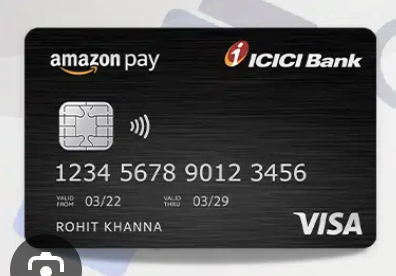 amazon pay
ICICI Bank
1234 5678 9012 3456
VALID FROM 03/22 VALID THRU 03/29
ROHIT KHANNA
VISA